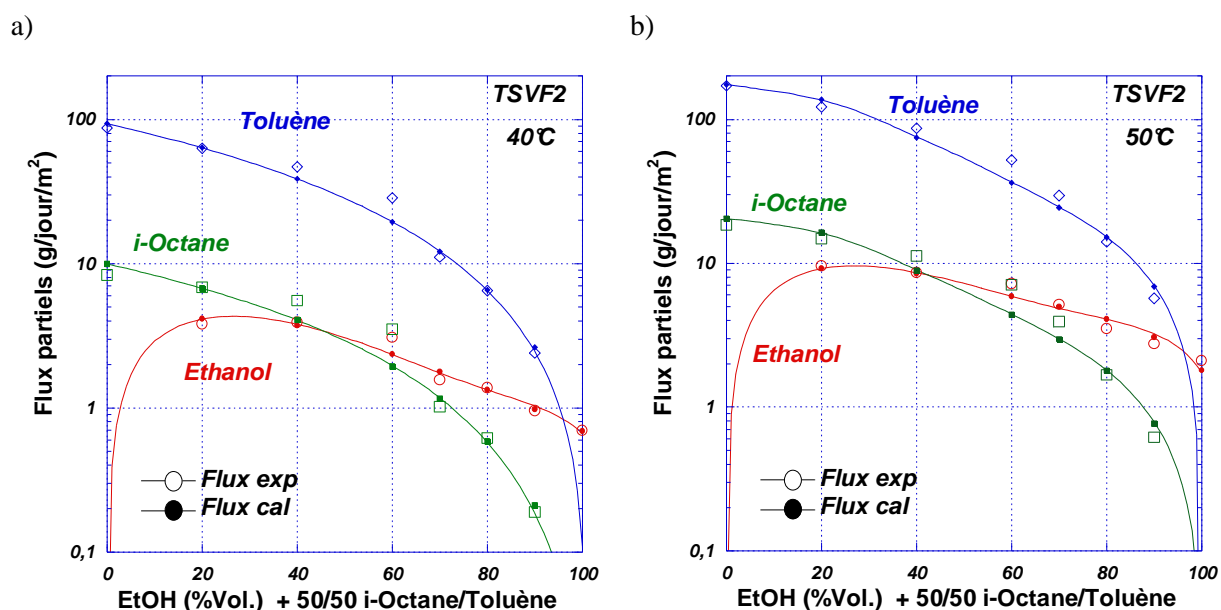 a)
TSVF2
40°C
Toluène
i-Octane
Ethanol
Flux exp
Flux cal
100
10
1
0,1
0
20
40
60
80
100
Flux partiels (g/jour/m²)
EtOH (%Vol.) + 50/50 i-Octane/Toluène
b)
TSVF2
50°C
Toluène
i-Octane
Ethanol
Flux exp
Flux cal
100
10
1
0,1
0
20
40
60
80
100
Flux partiels (g/jour/m²)
EtOH (%Vol.) + 50/50 i-Octane/Toluène